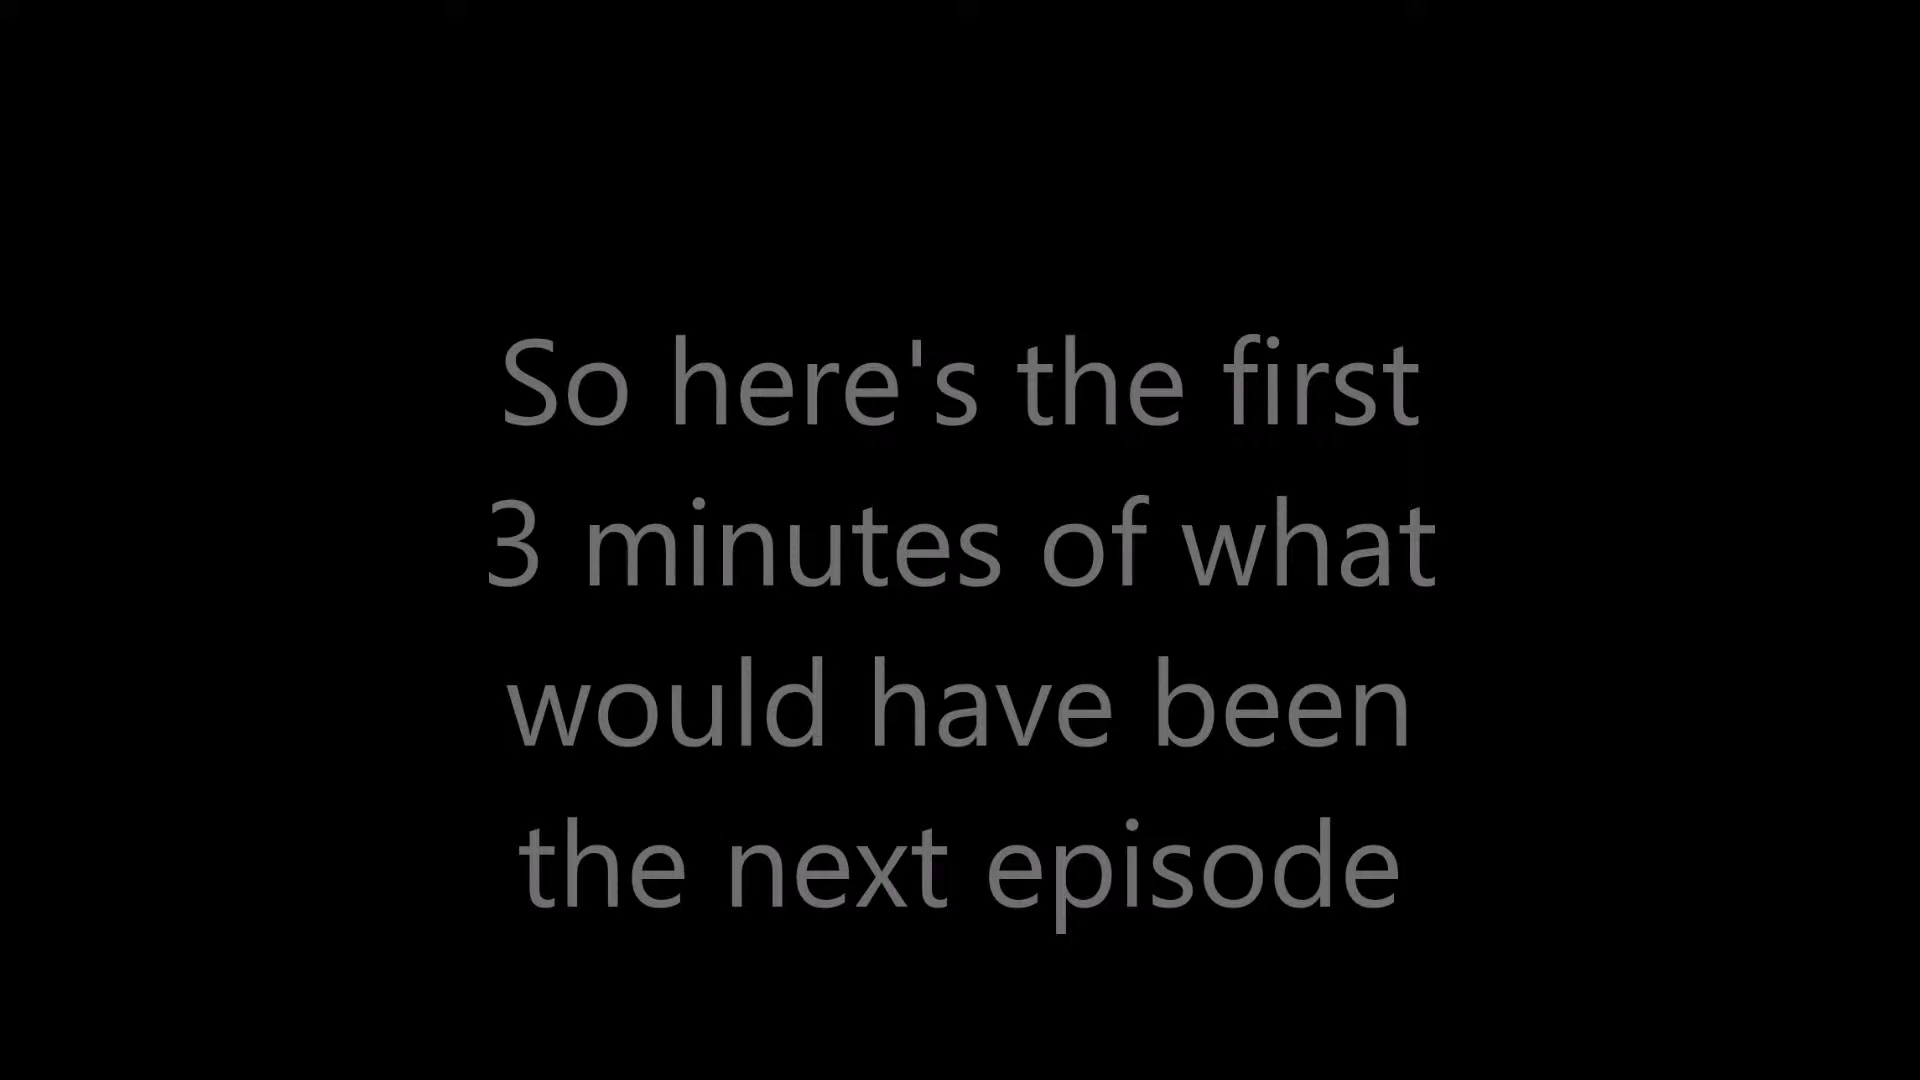 So here's the first
3 minutes of what
would have been
the next episode